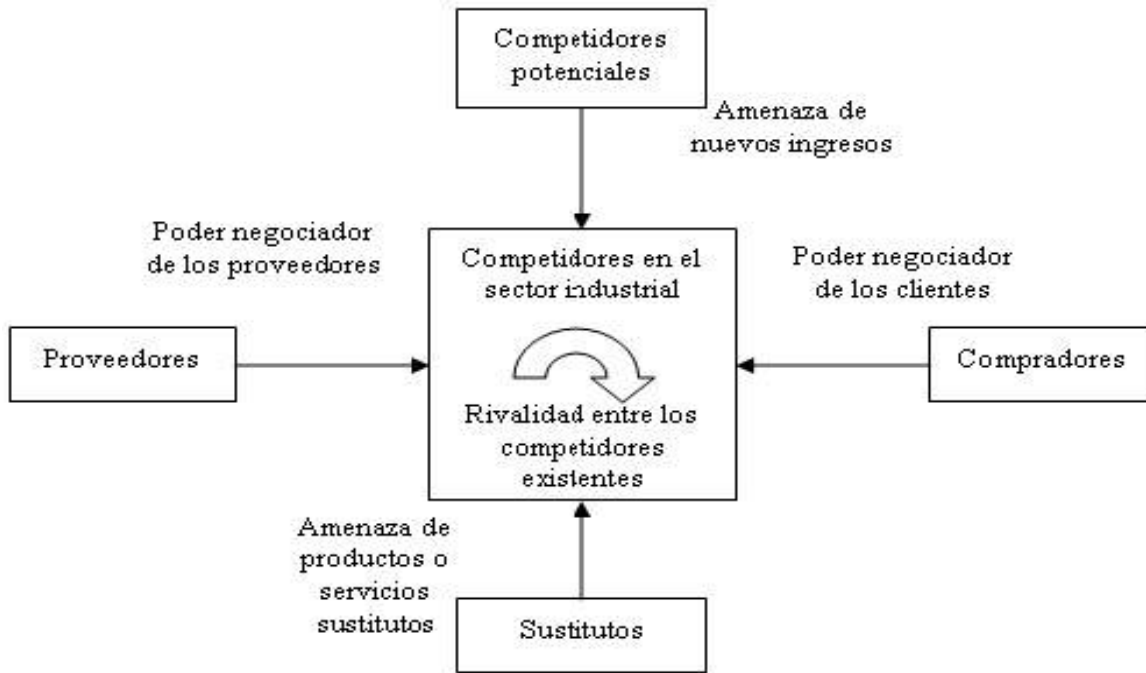 Competidores
potenciales
Amenaza de
nuevos ingresos
Poder negociador
de los proveedores
Competidores en el
sector industrial
Poder negociador
de los clientes
Proveedores
Compradores
Rivalidad entre los
competidores
existentes
Amenaza de
productos o
servicios
sustitutos
Sustitutos